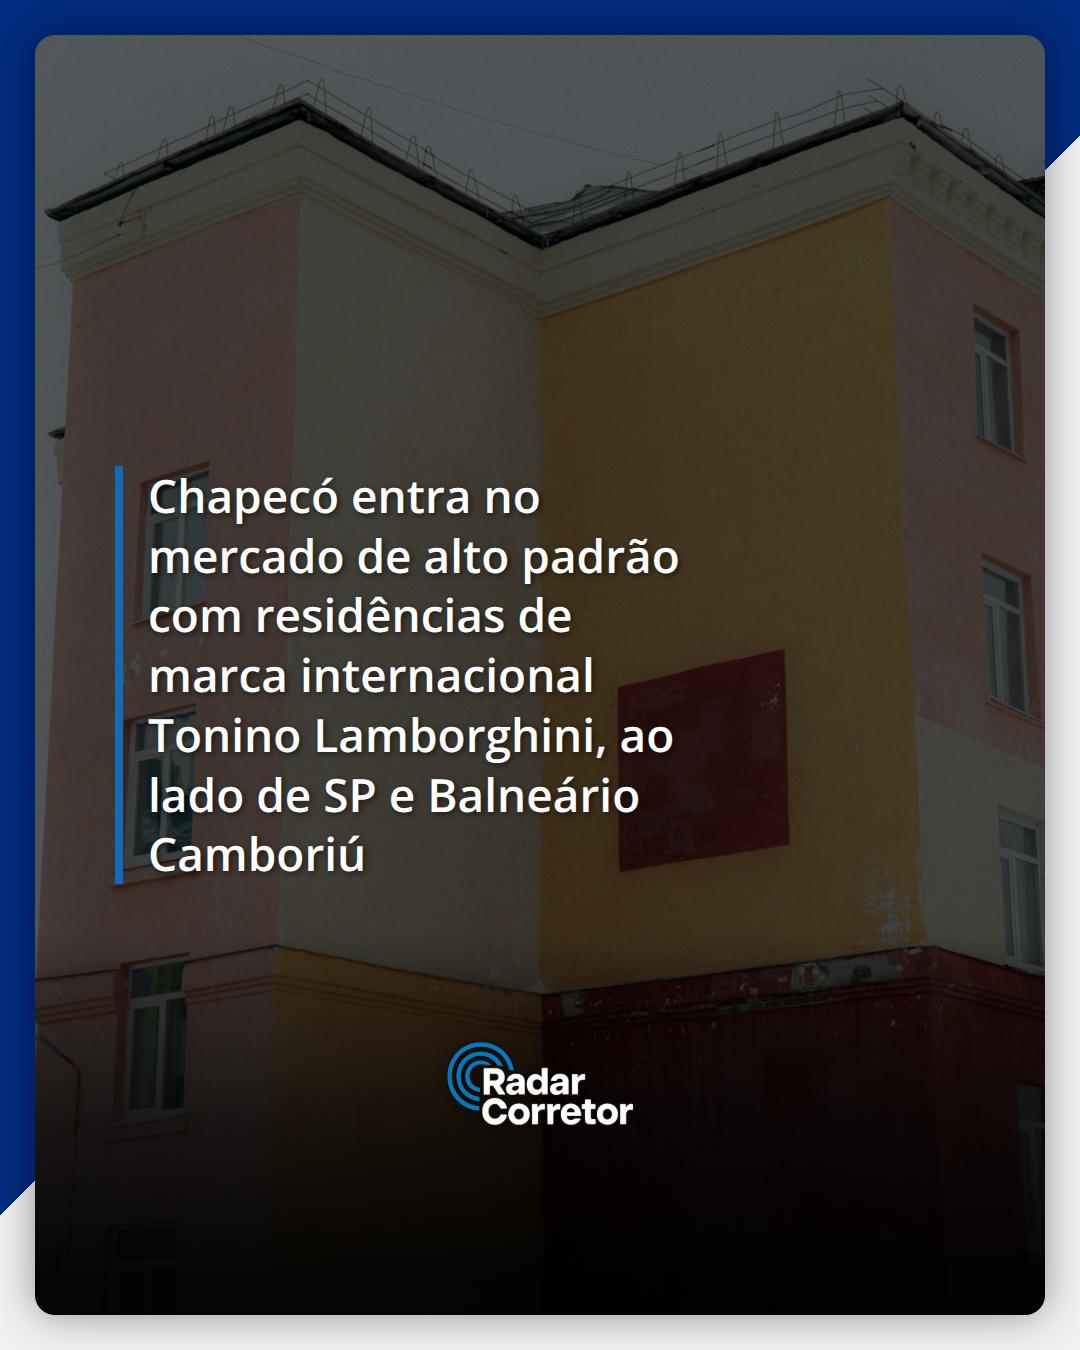 Chapecó entra no
mercado de alto padrão
com residências de
marca internacional
Tonino Lamborghini, ao
lado de SP e Balneário
Camboriú
Radar
Corretor